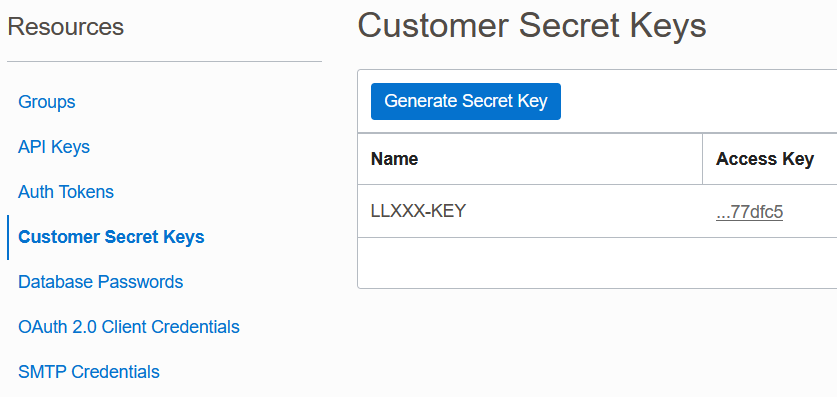 Resources
Groups
API Keys
Auth Tokens
Customer Secret Keys
Database Passwords
OAuth 2.0 Client Credentials
SMTP Credentials
Customer Secret Keys
Generate Secret Key
Name Access Key
LLXXX-KEY ...77dfc5